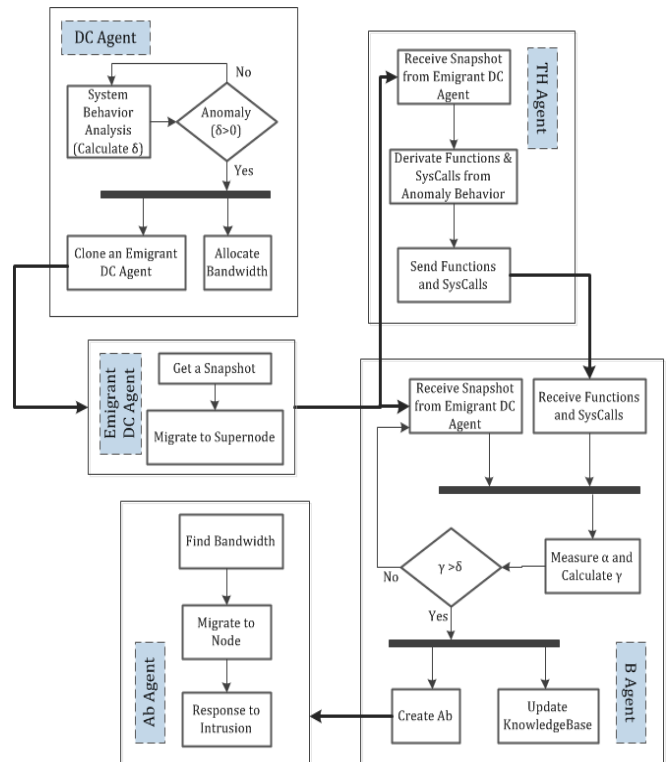 DC Agent
System
Behavior
Analysis
(Calculate δ)
No
Anomaly
(δ>0)
Yes
Clone an Emigrant
DC Agent
Allocate
Bandwidth
TH Agent
Receive Snapshot
from Emigrant DC
Agent
Derivate Functions &
SysCalls from
Anomaly Behavior
Send Functions
and SysCalls
Emigrant
DC Agent
Get a Snapshot
Migrate to Supernode
Receive Snapshot
from Emigrant DC
Agent
Receive Functions
and SysCalls
Measure α and
Calculate γ
γ >δ
No
Yes
Create Ab
Update
KnowledgeBase
B Agent
Ab Agent
Find Bandwidth
Migrate to
Node
Response to
Intrusion